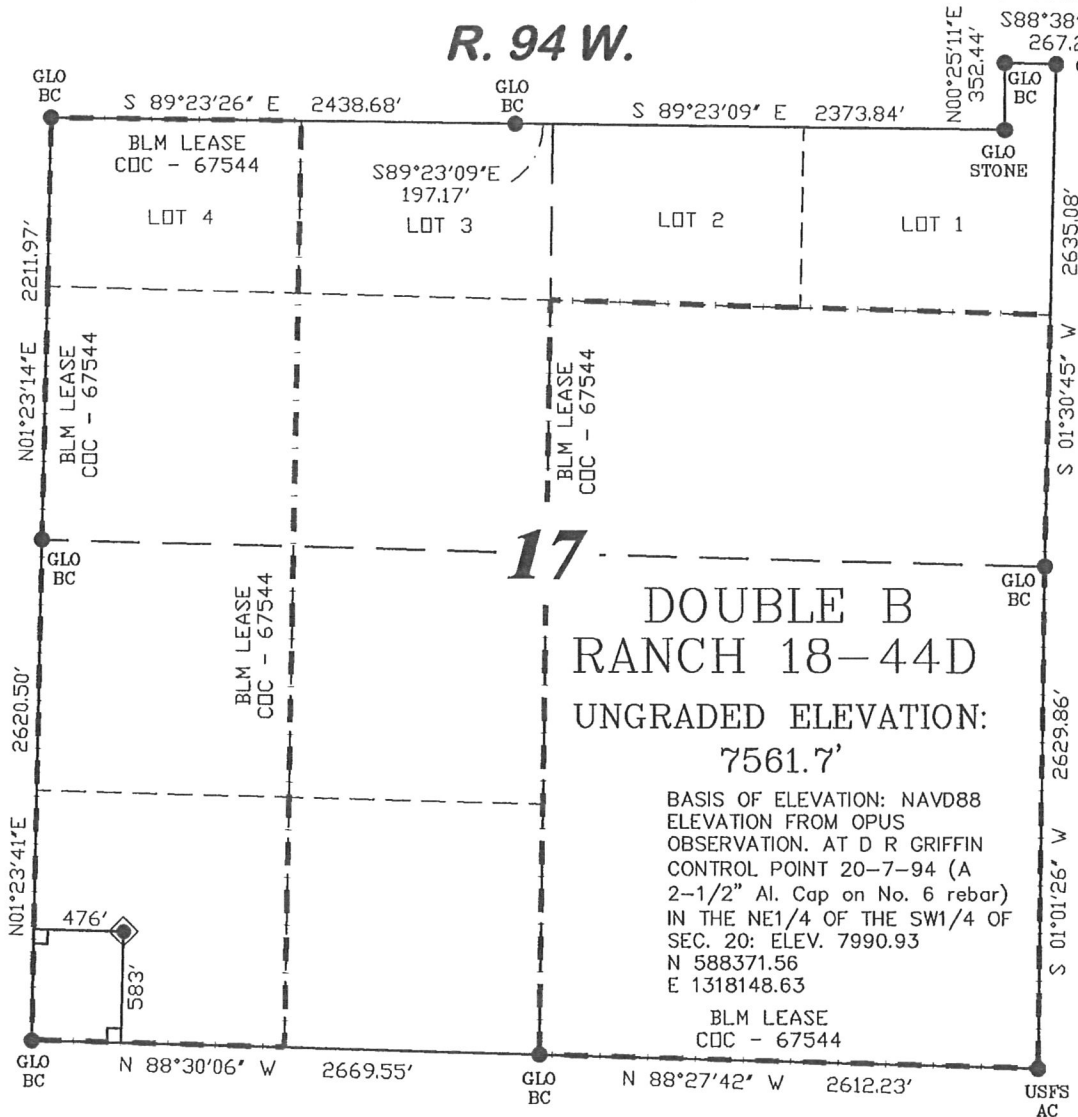 R. 94 W.
N00°25'11"E
352.44'
S88°38'
267.2
GLO
BC
GLO
BC
GLO
BC
S 89°23'26" E 2438.68'
S 89°23'09" E 2373.84'
GLO
STONE
BLM LEASE
COC - 67544
S89°23'09"E
197.17'
LOT 4
LOT 3
LOT 2
LOT 1
2211.97'
N01°23'14"E
2635.08'
S 01°30'45" W
BLM LEASE
COC - 67544
BLM LEASE
COC - 67544
GLO
BC
17
GLO
BC
BLM LEASE
COC - 67544
DOUBLE B
RANCH 18-44D
UNGRADED ELEVATION:
7561.7'
2620.50'
N01°23'41"E
2629.86'
S 01°01'26" W
BASIS OF ELEVATION: NAVD88
ELEVATION FROM OPUS
OBSERVATION. AT D R GRIFFIN
CONTROL POINT 20-7-94 (A
2-1/2" Al. Cap on No. 6 rebar)
IN THE NE1/4 OF THE SW1/4 OF
SEC. 20: ELEV. 7990.93
N 588371.56
E 1318148.63
476'
583'
BLM LEASE
COC - 67544
GLO
BC
N 88°30'06" W 2669.55'
GLO
BC
N 88°27'42" W 2612.23'
USFS
AC